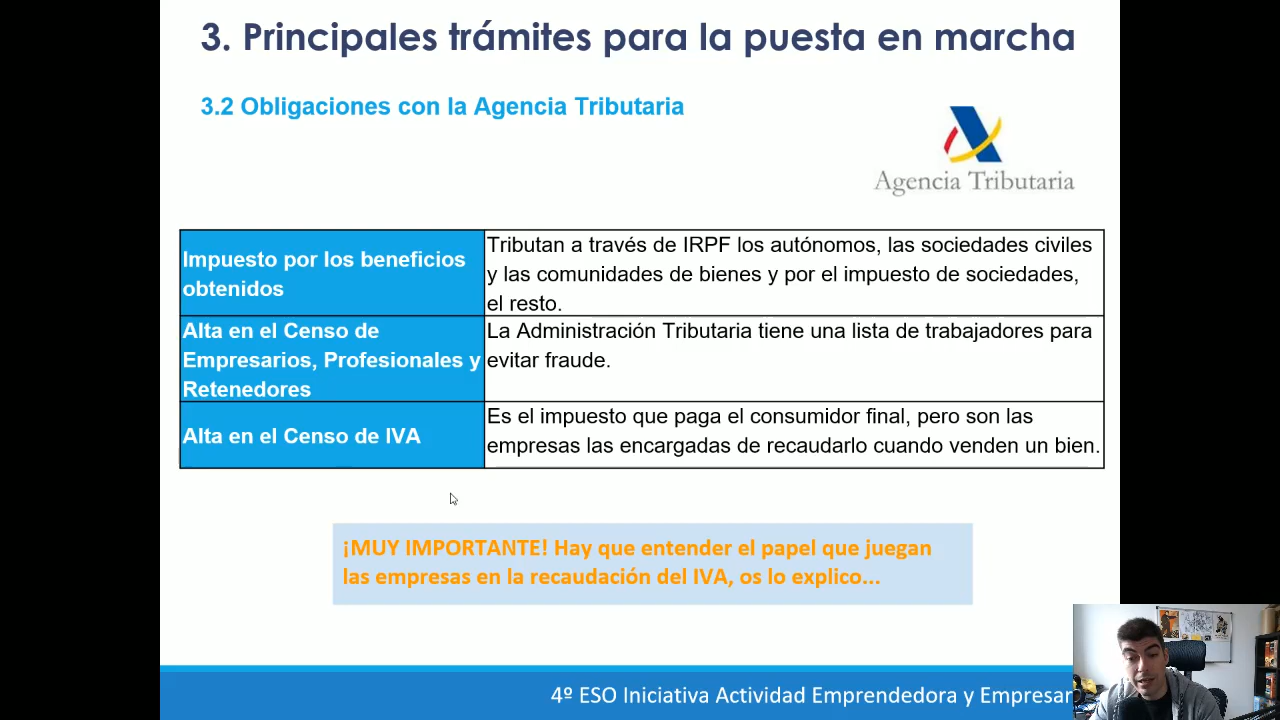 3. Principales trámites para la puesta en marcha
3.2 Obligaciones con la Agencia Tributaria
Agencia Tributaria
Impuesto por los beneficios
obtenidos
Tributan a través de IRPF los autónomos, las sociedades civiles
y las comunidades de bienes y por el impuesto de sociedades,
el resto.
Alta en el Censo de
Empresarios, Profesionales y
Retenedores
La Administración Tributaria tiene una lista de trabajadores para
evitar fraude.
Alta en el Censo de IVA
Es el impuesto que paga el consumidor final, pero son las
empresas las encargadas de recaudarlo cuando venden un bien.
¡MUY IMPORTANTE! Hay que entender el papel que juegan
las empresas en la recaudación del IVA, os lo explico...
4º ESO Iniciativa Actividad Emprendedora y Empresar